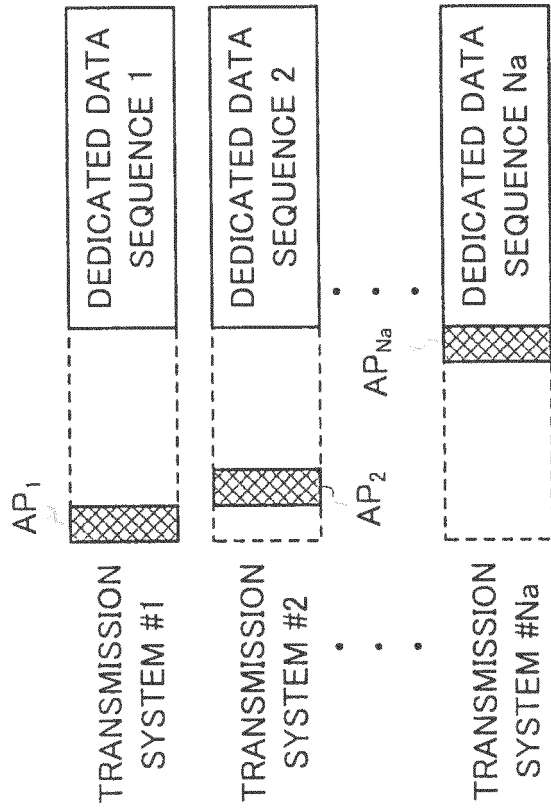 AP1
TRANSMISSION
SYSTEM #1
DEDICATED DATA
SEQUENCE 1
TRANSMISSION
SYSTEM #2
AP2
DEDICATED DATA
SEQUENCE 2
TRANSMISSION
SYSTEM #Na
APNa
DEDICATED DATA
SEQUENCE Na